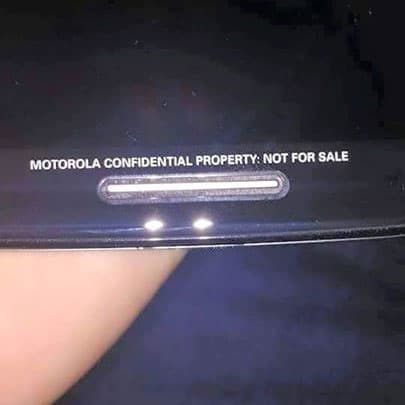 MOTOROLA CONFIDENTIAL PROPERTY: NOT FOR SALE